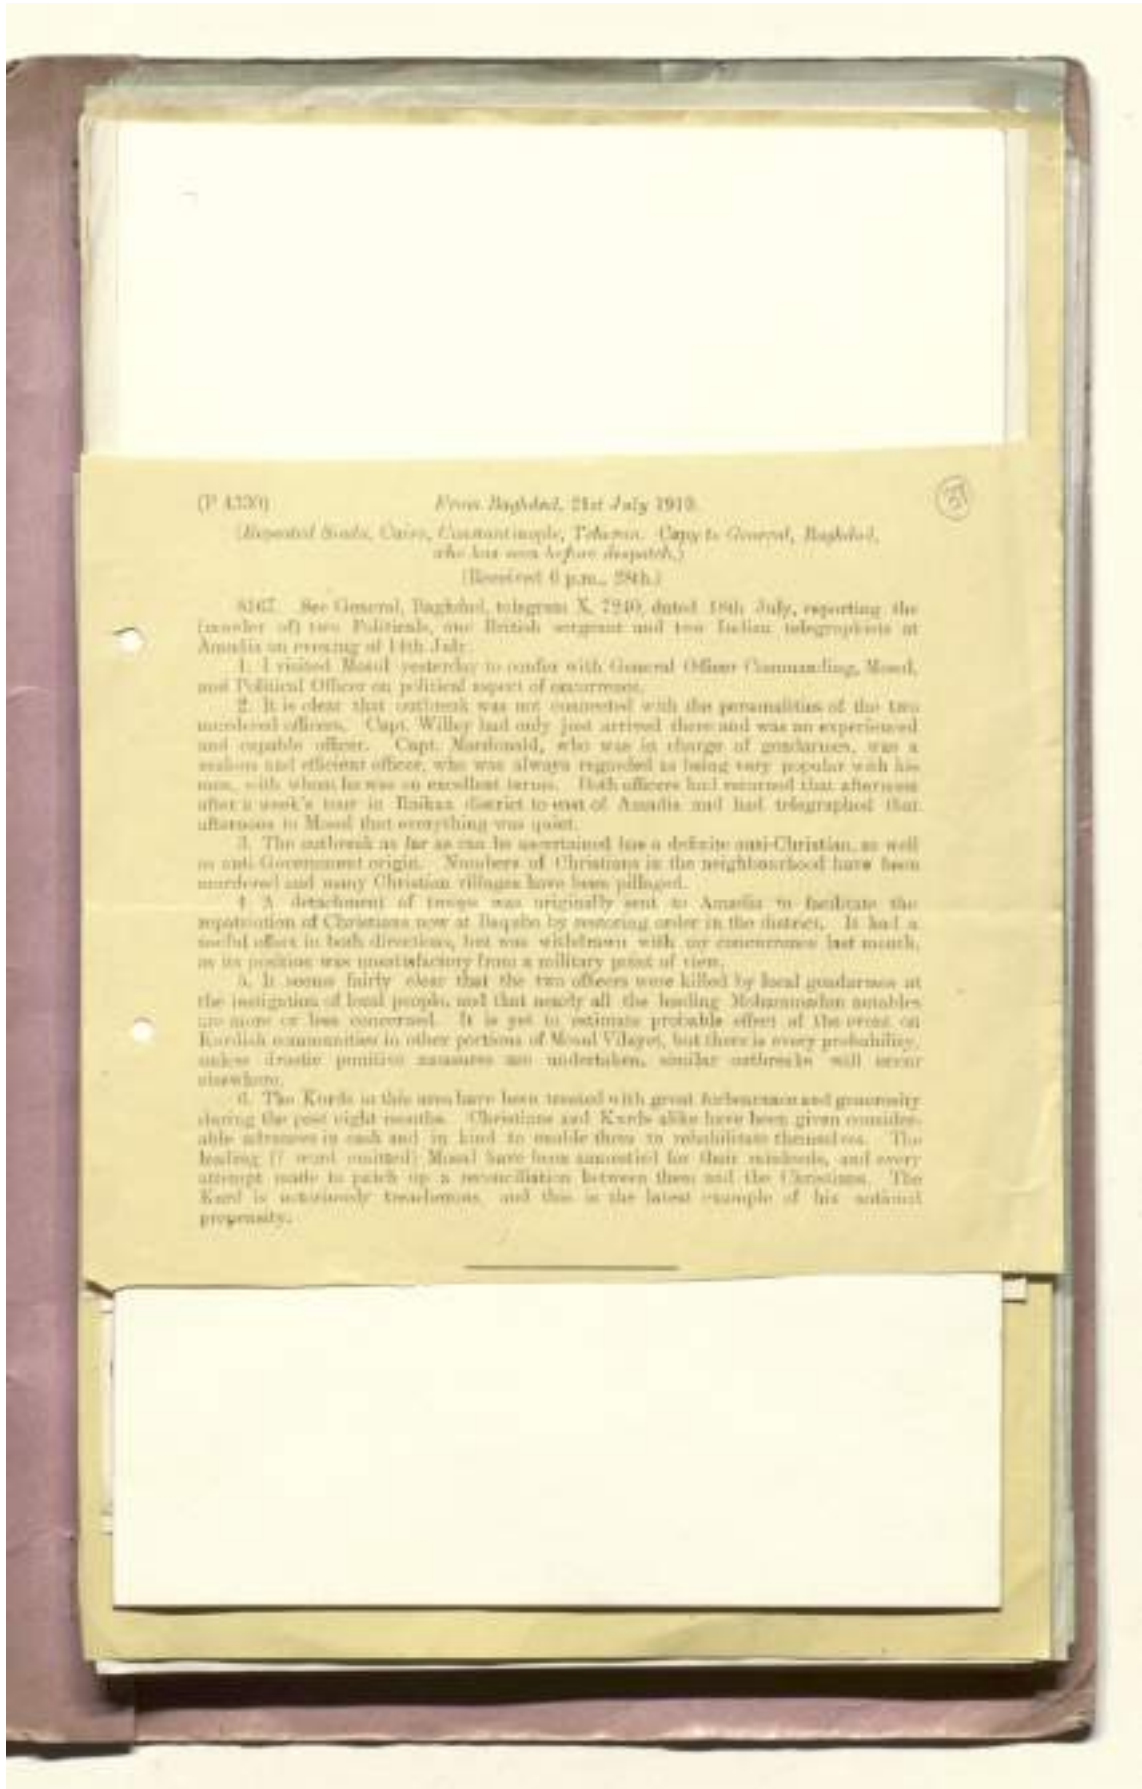 (P 4330)
From Baghdad, 21st July 1919.
(Repeated Simla, Cairo, Constantinople, Teheran. Copy to General, Baghdad,
who has seen before despatch.)
(Received 6 p.m., 28th.)
8167. See General, Baghdad, telegram X. 7240, dated 18th July, reporting the
(murder of) two Politicals, one British sergeant and two Indian telegraphists at
Amadia on evening of 14th July.
1. I visited Mosul yesterday to confer with General Officer Commanding, Mosul,
and Political Officer on political aspect of occurrence.
2. It is clear that outbreak was not connected with the personalities of the two
murdered officers. Capt. Willey had only just arrived there and was an experienced
and capable officer. Capt. Macdonald, who was in charge of gendarmes, was a
zealous and efficient officer, who was always regarded as being very popular with his
men, with whom he was on excellent terms. Both officers had returned that afternoon
after a week's tour in Raikan district to east of Amadia and had telegraphed that
afternoon to Mosul that everything was quiet.
3. The outbreak as far as can be ascertained has a definite anti-Christian, as well
as anti-Government origin. Numbers of Christians in the neighbourhood have been
murdered and many Christian villages have been pillaged.
4. A detachment of troops was originally sent to Amadia to facilitate the
repatriation of Christians now at Baqubo by restoring order in the district. It had a
useful effect in both directions, but was withdrawn with my concurrence last month,
as its position was unsatisfactory from a military point of view.
5. It seems fairly clear that the two officers were killed by local gendarmes at
the instigation of local people, and that nearly all the leading Mohammedan notables
are more or less concerned. It is yet to estimate probable effect of the event on
Kurdish communities in other portions of Mosul Vilayet, but there is every probability,
unless drastic punitive measures are undertaken, similar outbreaks will occur
elsewhere.
6. The Kurds in this area have been treated with great forbearance and generosity
during the past eight months. Christians and Kurds alike have been given consider-
able advances in cash and in kind to enable them to rehabilitate themselves. The
leading (? word omitted) Mosul have been amnestied for their misdeeds, and every
attempt made to patch up a reconciliation between them and the Christians. The
Kurd is notoriously treacherous, and this is the latest example of his national
propensity.